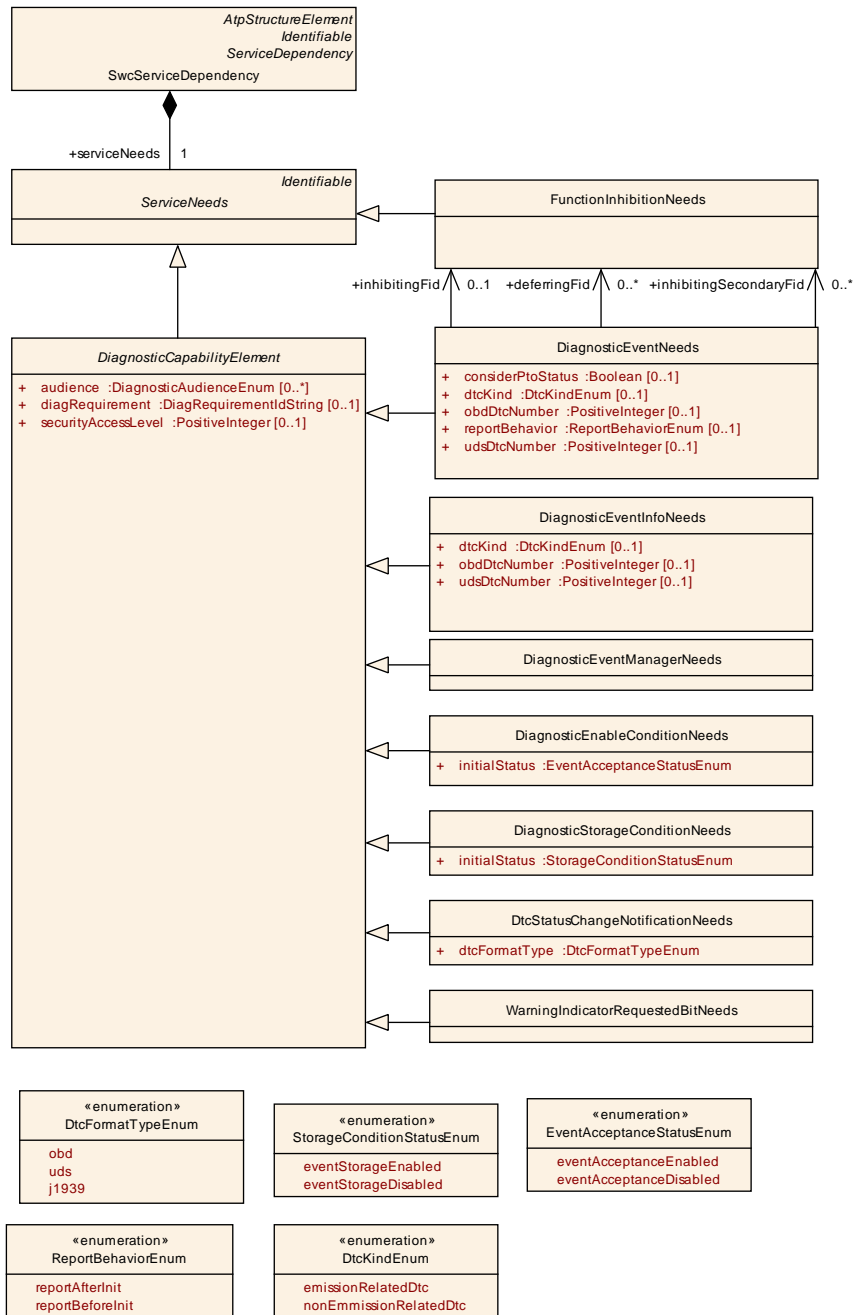 AtpStructureElement
Identifiable
ServiceDependency
SwcServiceDependency
+serviceNeeds 1
Identifiable
ServiceNeeds
FunctionInhibitionNeeds
+inhibitingFid 0..1 +deferringFid 0..* +inhibitingSecondaryFid 0..*
DiagnosticCapabilityElement
+ audience :DiagnosticAudienceEnum [0..*]
+ diagRequirement :DiagRequirementIdString [0..1]
+ securityAccessLevel :PositiveInteger [0..1]
DiagnosticEventNeeds
+ considerPtoStatus :Boolean [0..1]
+ dtcKind :DtcKindEnum [0..1]
+ obdDtcNumber :PositiveInteger [0..1]
+ reportBehavior :ReportBehaviorEnum [0..1]
+ udsDtcNumber :PositiveInteger [0..1]
DiagnosticEventInfoNeeds
+ dtcKind :DtcKindEnum [0..1]
+ obdDtcNumber :PositiveInteger [0..1]
+ udsDtcNumber :PositiveInteger [0..1]
DiagnosticEventManagerNeeds
DiagnosticEnableConditionNeeds
+ initialStatus :EventAcceptanceStatusEnum
DiagnosticStorageConditionNeeds
+ initialStatus :StorageConditionStatusEnum
DtcStatusChangeNotificationNeeds
+ dtcFormatType :DtcFormatTypeEnum
WarningIndicatorRequestedBitNeeds
«enumeration»
DtcFormatTypeEnum
obd
uds
j1939
«enumeration»
StorageConditionStatusEnum
eventStorageEnabled
eventStorageDisabled
«enumeration»
EventAcceptanceStatusEnum
eventAcceptanceEnabled
eventAcceptanceDisabled
«enumeration»
ReportBehaviorEnum
reportAfterInit
reportBeforeInit
«enumeration»
DtcKindEnum
emissionRelatedDtc
nonEmmissionRelatedDtc